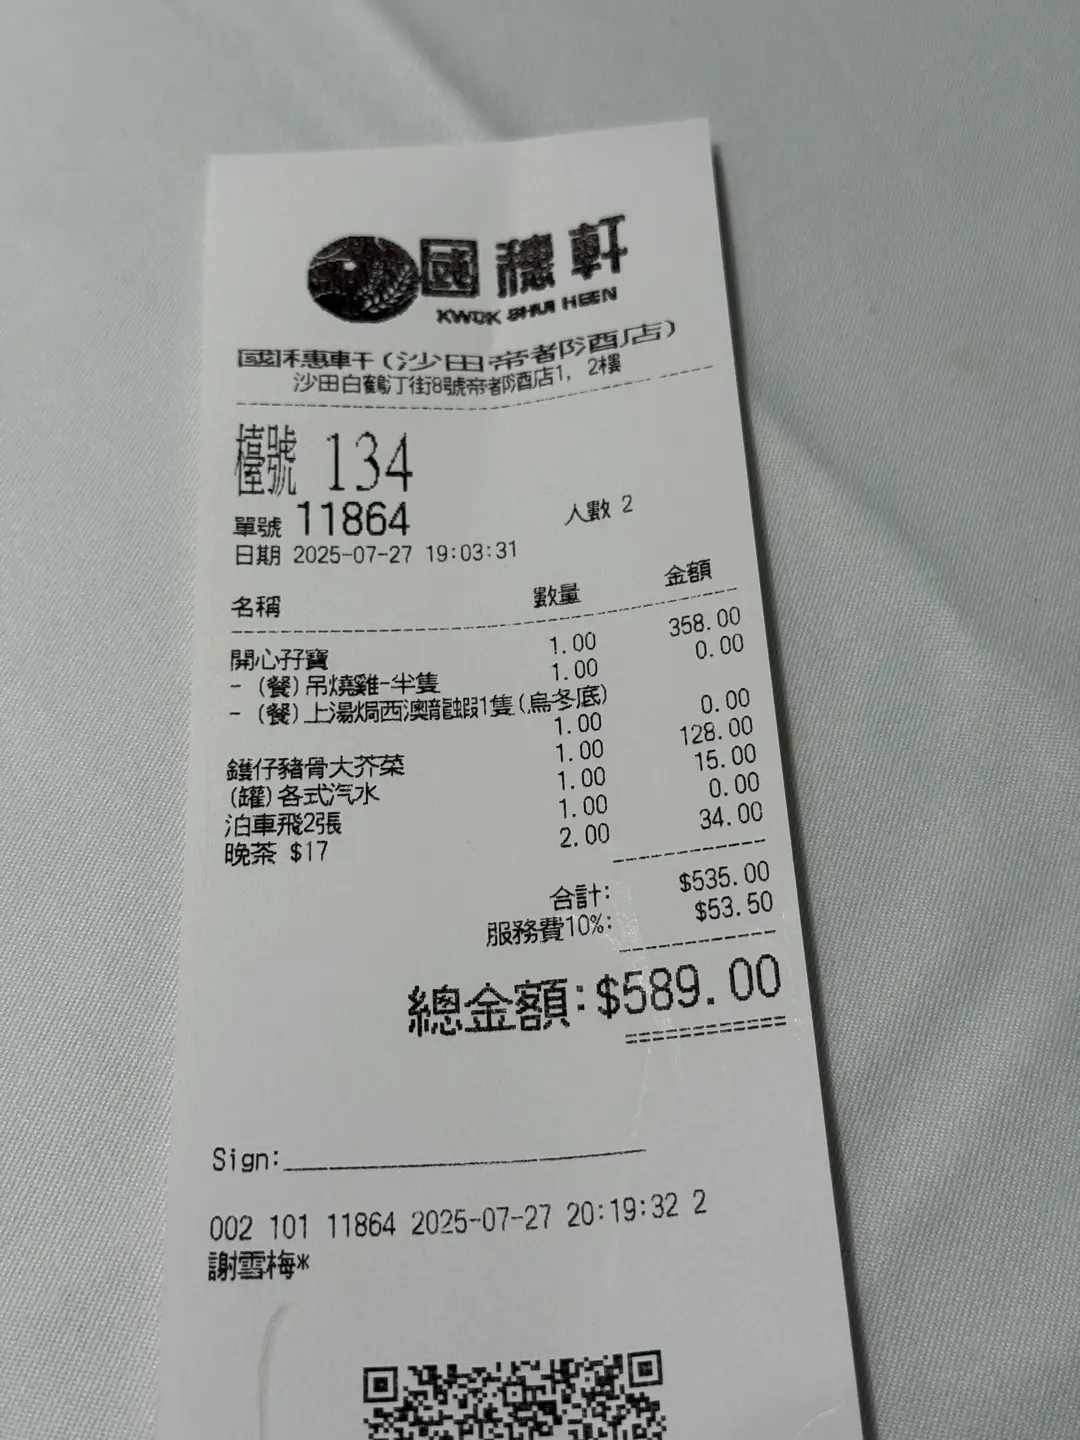 國穗軒
KWOK SHUI HEEN
國穗軒(沙田帝都酒店)
沙田白鶴汀街8號帝都酒店1, 2樓
檯號 134
單號 11864 人數 2
日期 2025-07-27 19:03:31
名稱 數量 金額
開心孖寶 1.00 358.00
- (餐)吊燒雞-半隻 1.00 0.00
- (餐)上湯焗西澳龍蝦1隻(烏冬底)
1.00 0.00
鑊仔豬骨大芥菜 1.00 128.00
(罐)各式汽水 1.00 15.00
泊車飛2張 1.00 0.00
晚茶 $17 2.00 34.00
合計: $535.00
服務費10%: $53.50
總金額:$589.00
Sign:
002 101 11864 2025-07-27 20:19:32 2
謝雲梅*